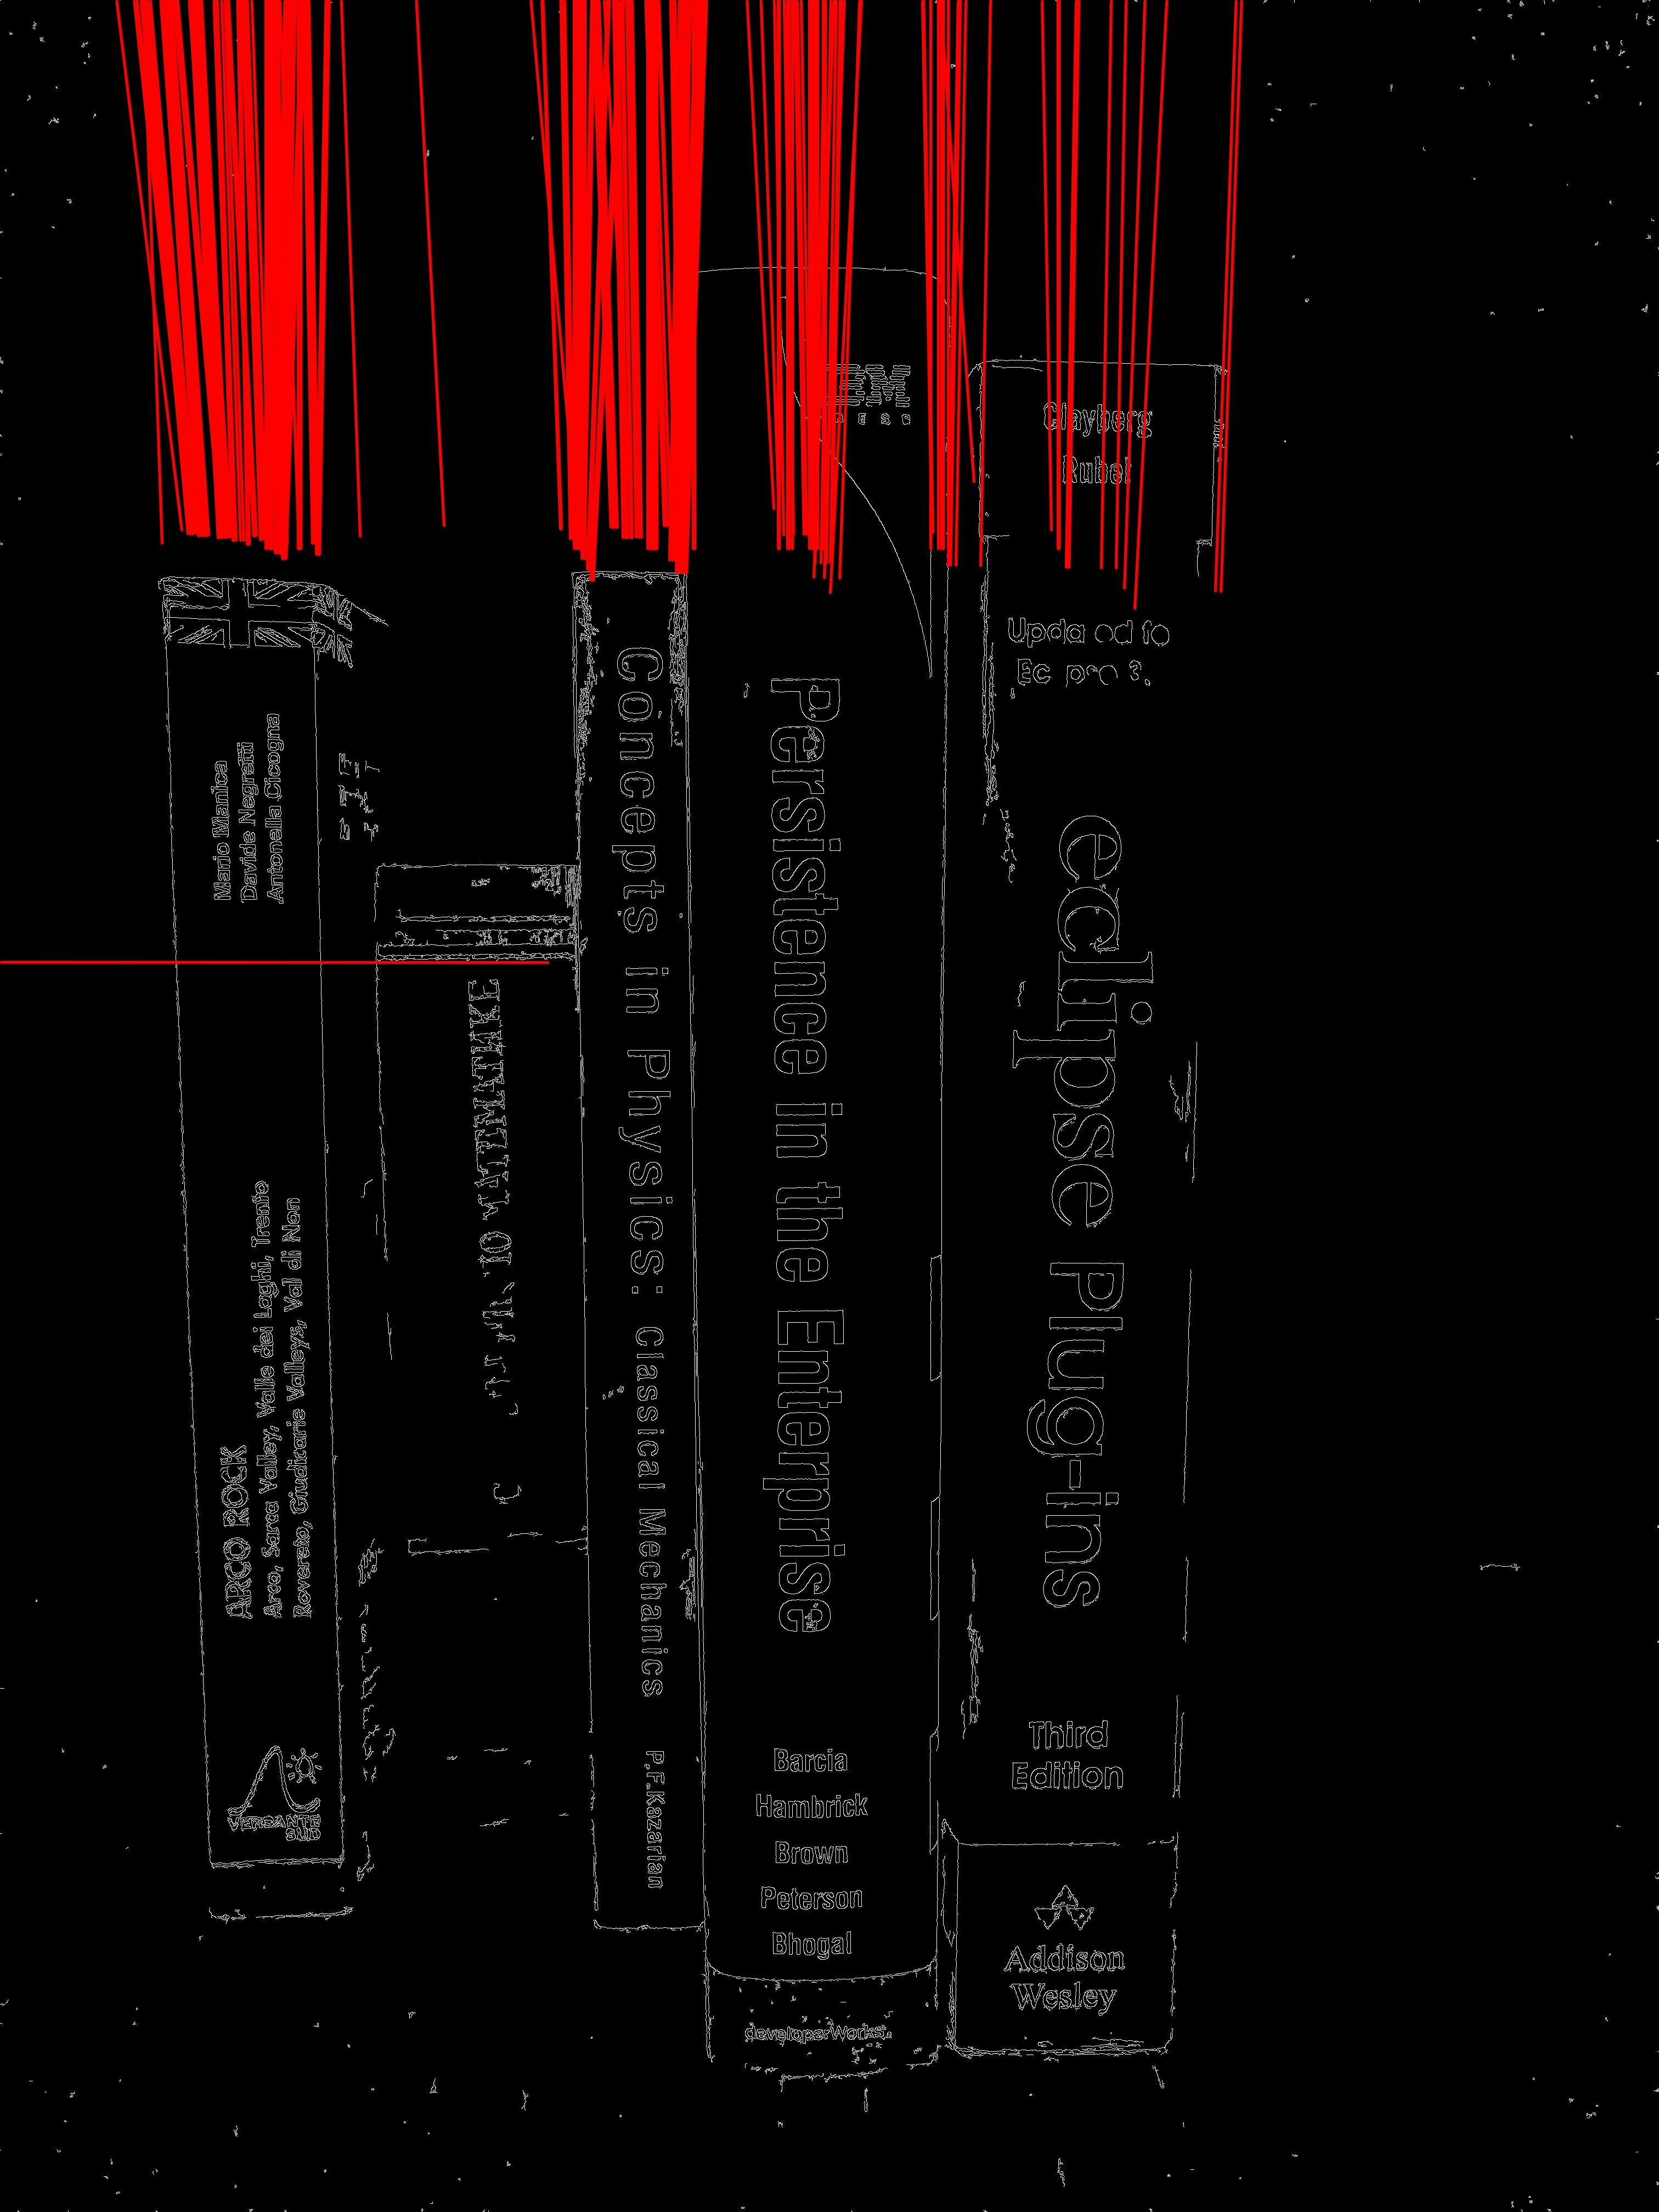 Mario Manica
Davide Negretti
Antonella Cicogna
ARCO ROCK
Arco, Sarca Valley, Valle dei Laghi, Trento
Rovereto, Giudicarie Valleys, Val di Non
VERSANTE
SUD
Concepts in Physics: Classical Mechanics
P.F.Kazarian
Persistence in the Enterprise
Barcia
Hambrick
Brown
Peterson
Bhogal
developerWorks.
Clayberg
Rubel
eclipse Plug-ins
Third
Edition
Addison
Wesley